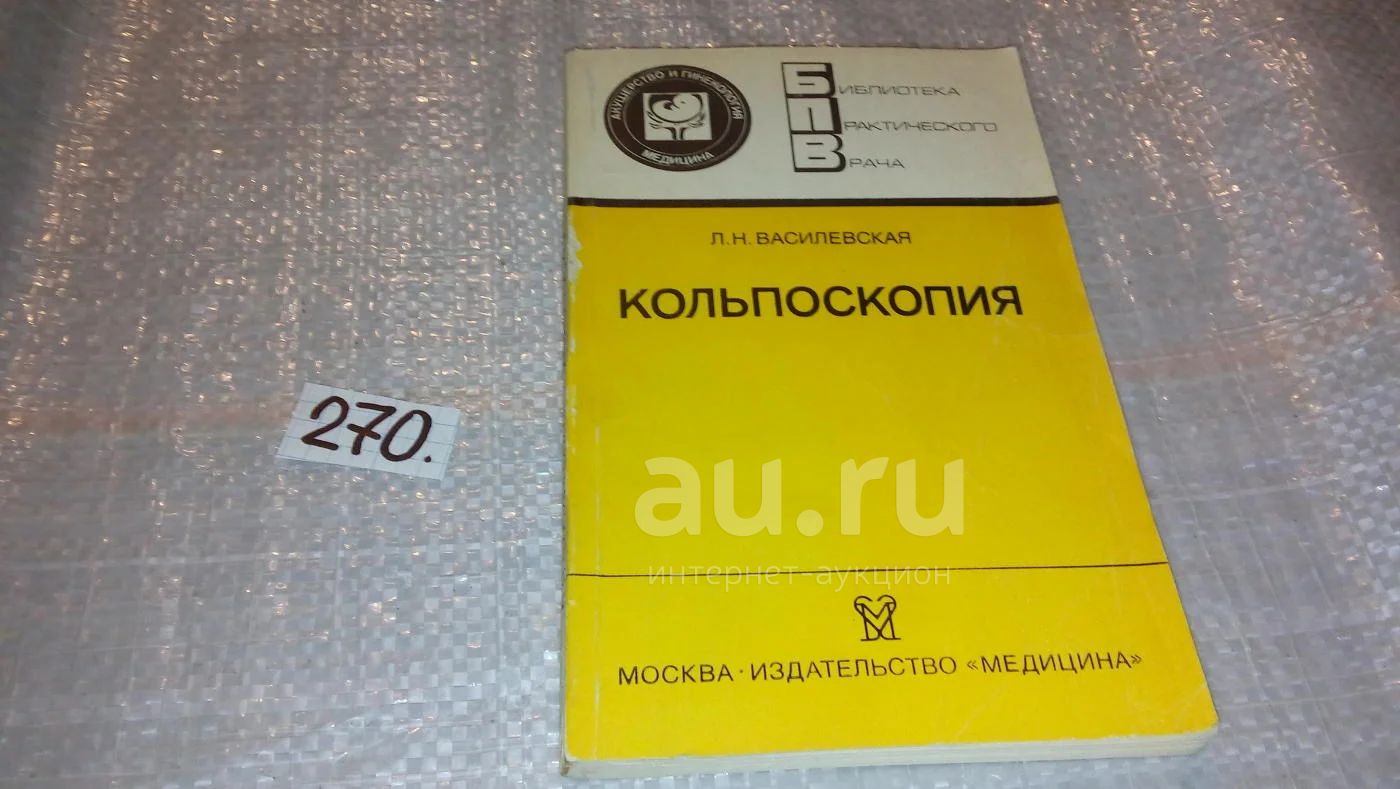 АКУШЕРСТВО И ГИНЕКОЛОГИЯ
МЕДИЦИНА
БИБЛИОТЕКА
ПРАКТИЧЕСКОГО
ВРАЧА
Л.Н. ВАСИЛЕВСКАЯ
КОЛЬПОСКОПИЯ
270.
au.ru
интернет-аукцион
МОСКВА · ИЗДАТЕЛЬСТВО «МЕДИЦИНА»